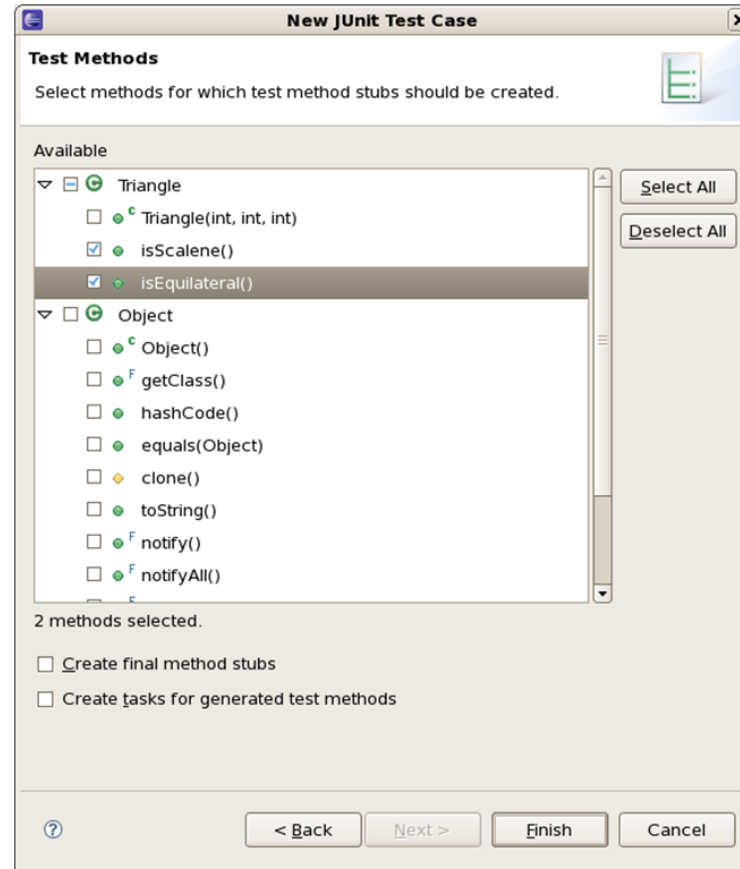 New JUnit Test Case
Test Methods
Select methods for which test method stubs should be created.
Available
Triangle
Triangle(int, int, int)
isScalene()
isEquilateral()
Object
Object()
getClass()
hashCode()
equals(Object)
clone()
toString()
notify()
notifyAll()
Select All
Deselect All
2 methods selected.
Create final method stubs
Create tasks for generated test methods
< Back
Next >
Finish
Cancel